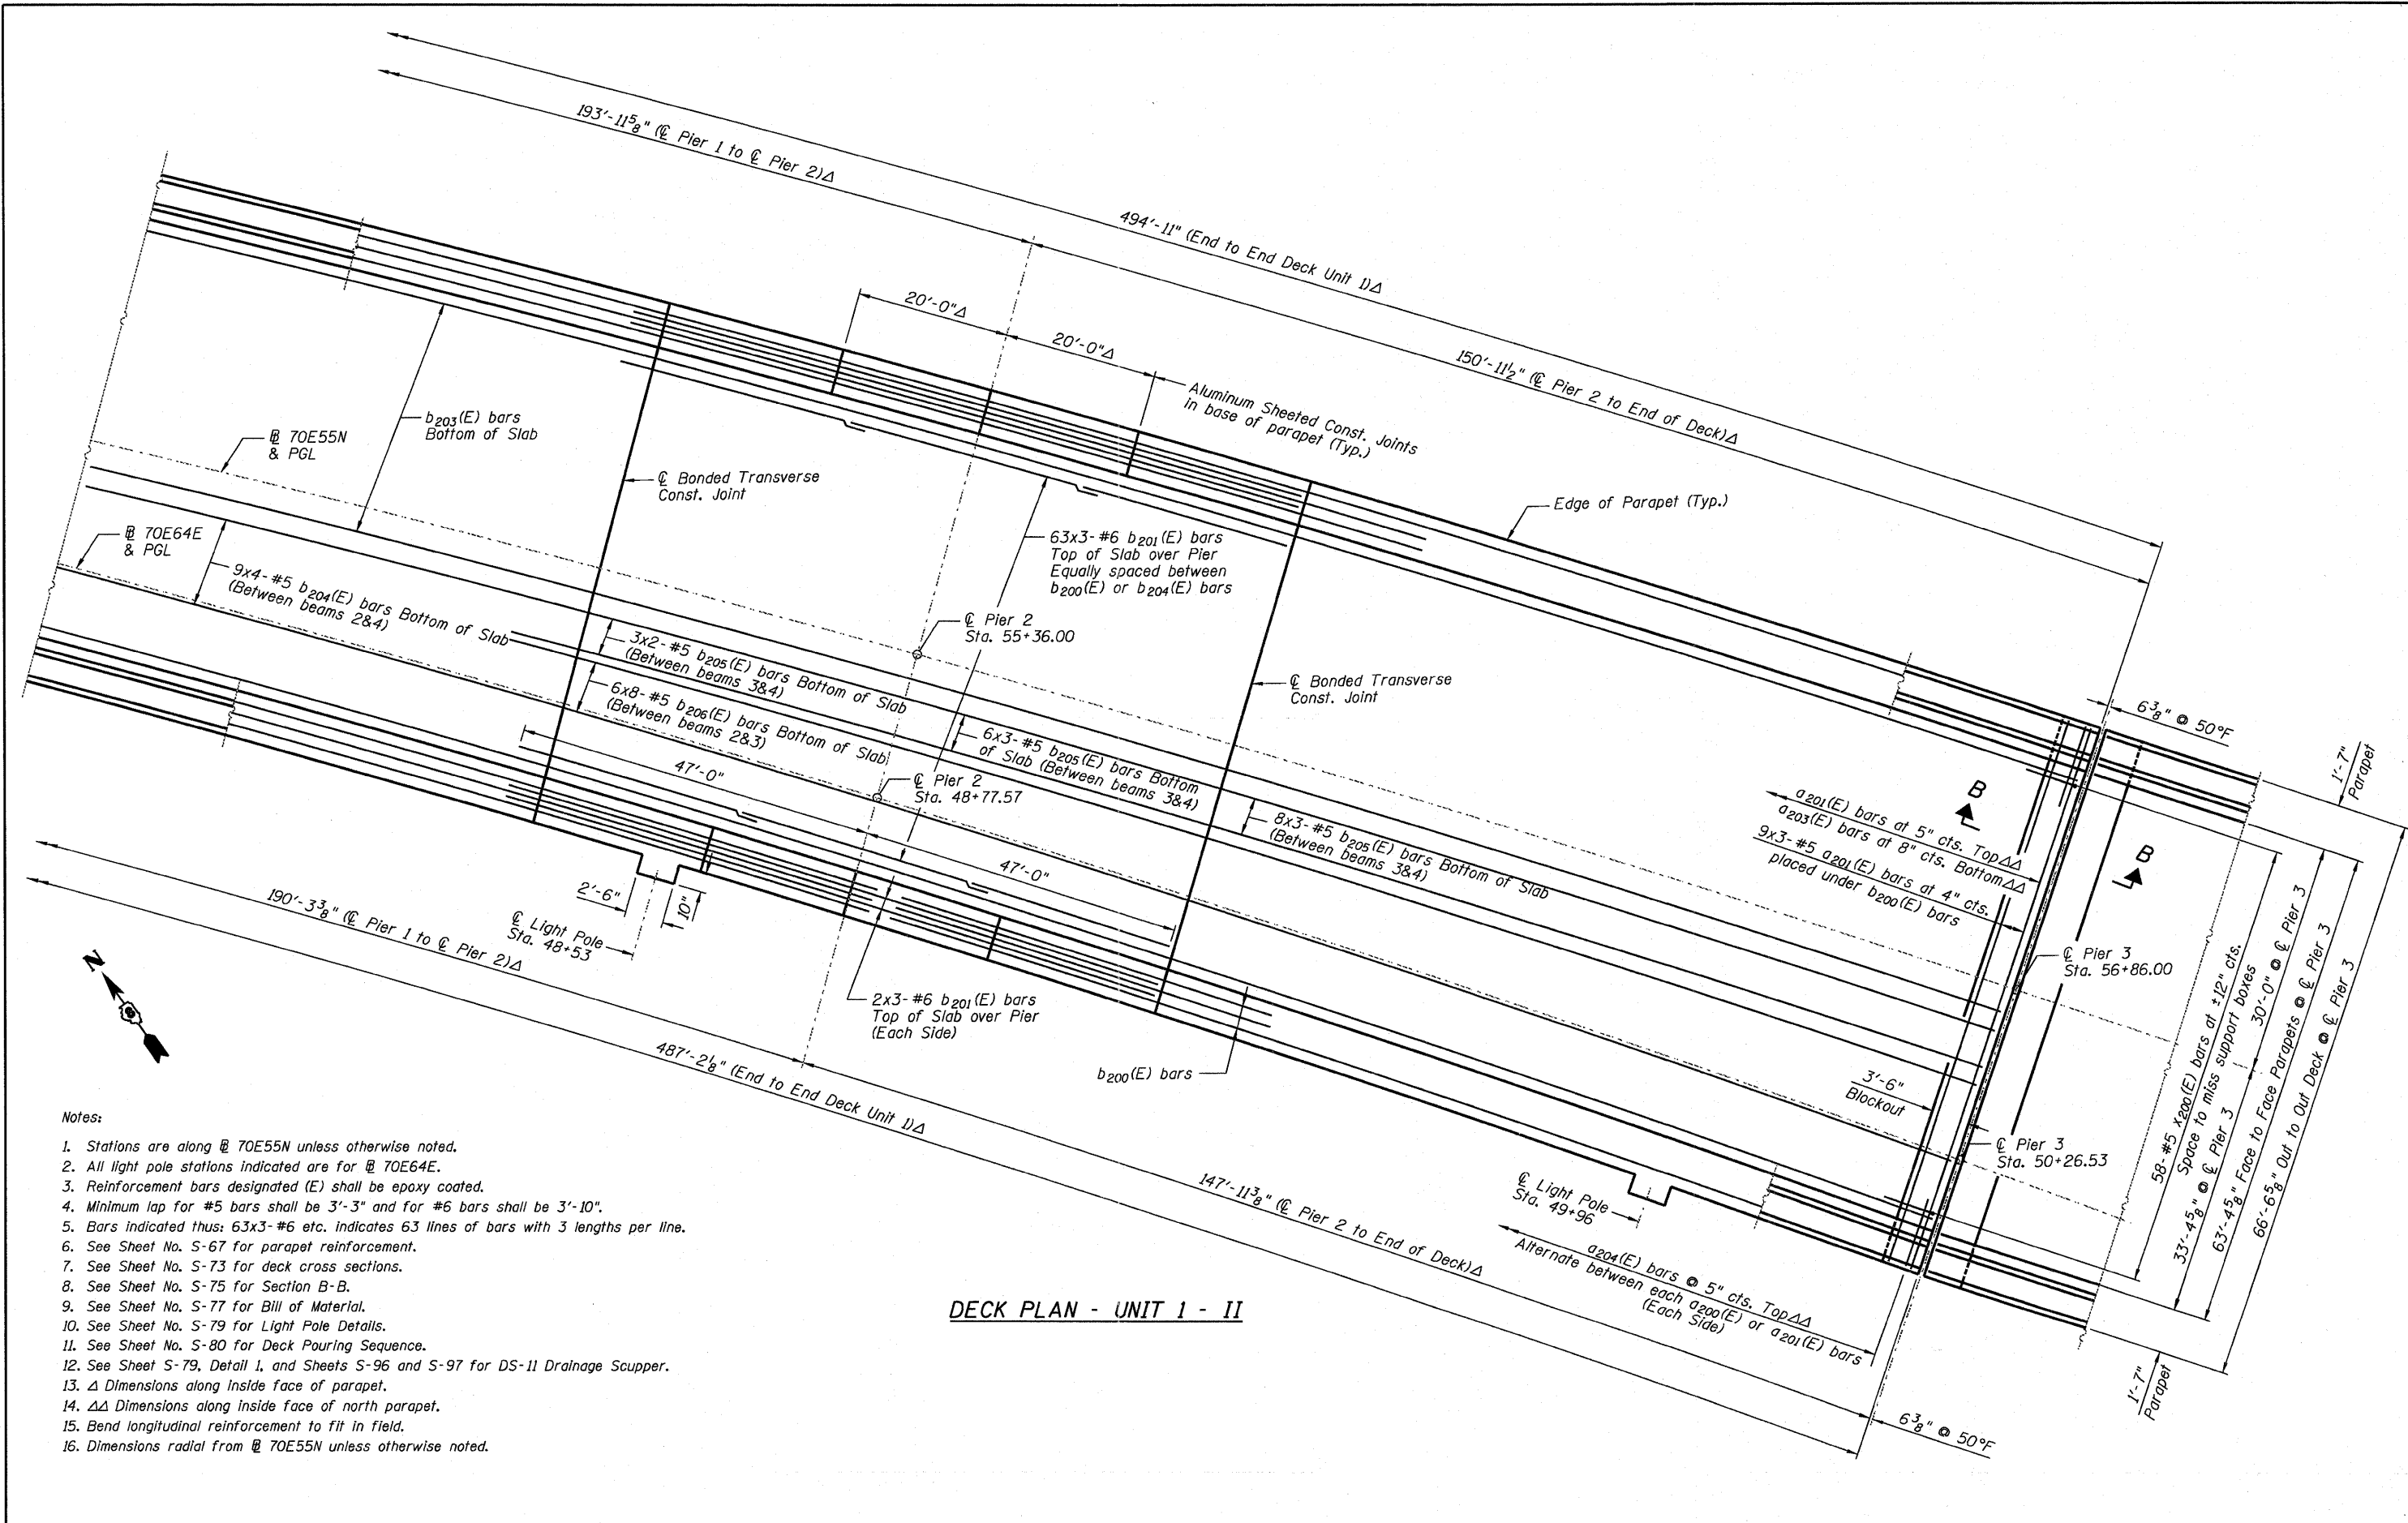 193'-11 5/8" (℄ Pier 1 to ℄ Pier 2)Δ
494'-11" (End to End Deck Unit 1)Δ
150'-11 1/2" (℄ Pier 2 to End of Deck)Δ
20'-0"Δ
20'-0"Δ
Aluminum Sheeted Const. Joints
in base of parapet (Typ.)
Edge of Parapet (Typ.)
b203(E) bars
Bottom of Slab
℄ Bonded Transverse
Const. Joint
63x3-#6 b201(E) bars
Top of Slab over Pier
Equally spaced between
b200(E) or b204(E) bars
℄ Pier 2
Sta. 55+36.00
℄ Bonded Transverse
Const. Joint
70E55N
& PGL
70E64E
& PGL
9x4-#5 b204(E) bars Bottom of Slab
(Between beams 2&4)
3x2-#5 b205(E) bars Bottom of Slab
(Between beams 3&4)
6x8-#5 b206(E) bars Bottom of Slab
(Between beams 2&3)
6x3-#5 b205(E) bars Bottom
of Slab (Between beams 3&4)
8x3-#5 b205(E) bars Bottom of Slab
(Between beams 3&4)
47'-0"
℄ Pier 2
Sta. 48+77.57
47'-0"
6 3/8" @ 50°F
1'-7"
Parapet
B
B
a201(E) bars at 5" cts. TopΔΔ
a203(E) bars at 8" cts. BottomΔΔ
9x3-#5 a201(E) bars at 4" cts.
placed under b200(E) bars
℄ Pier 3
Sta. 56+86.00
58-#5 x200(E) bars at ±12" cts.
Space to miss support boxes
33'-4 5/8" @ ℄ Pier 3
30'-0" @ ℄ Pier 3
63'-4 5/8" Face to Face Parapets @ ℄ Pier 3
66'-6 5/8" Out to Out Deck @ ℄ Pier 3
2'-6"
10"
℄ Light Pole
Sta. 48+53
190'-3 3/8" (℄ Pier 1 to ℄ Pier 2)Δ
N
2x3-#6 b201(E) bars
Top of Slab over Pier
(Each Side)
b200(E) bars
487'-2 1/8" (End to End Deck Unit 1)Δ
147'-11 3/8" (℄ Pier 2 to End of Deck)Δ
3'-6"
Blockout
℄ Pier 3
Sta. 50+26.53
℄ Light Pole
Sta. 49+96
a204(E) bars @ 5" cts. TopΔΔ
Alternate between each a200(E) or a201(E) bars
(Each Side)
1'-7"
Parapet
6 3/8" @ 50°F
DECK PLAN - UNIT 1 - II
Notes:
1. Stations are along ℄ 70E55N unless otherwise noted.
2. All light pole stations indicated are for ℄ 70E64E.
3. Reinforcement bars designated (E) shall be epoxy coated.
4. Minimum lap for #5 bars shall be 3'-3" and for #6 bars shall be 3'-10".
5. Bars indicated thus: 63x3-#6 etc. indicates 63 lines of bars with 3 lengths per line.
6. See Sheet No. S-67 for parapet reinforcement.
7. See Sheet No. S-73 for deck cross sections.
8. See Sheet No. S-75 for Section B-B.
9. See Sheet No. S-77 for Bill of Material.
10. See Sheet No. S-79 for Light Pole Details.
11. See Sheet No. S-80 for Deck Pouring Sequence.
12. See Sheet S-79, Detail 1, and Sheets S-96 and S-97 for DS-11 Drainage Scupper.
13. Δ Dimensions along inside face of parapet.
14. ΔΔ Dimensions along inside face of north parapet.
15. Bend longitudinal reinforcement to fit in field.
16. Dimensions radial from ℄ 70E55N unless otherwise noted.